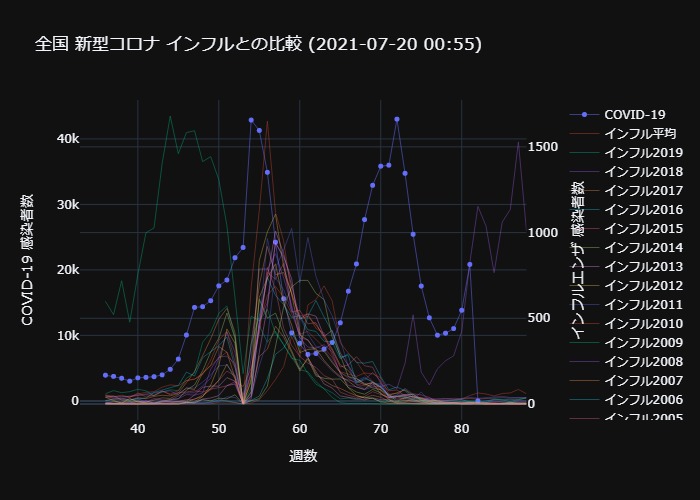 全国 新型コロナ インフルとの比較 (2021-07-20 00:55)
COVID-19 感染者数
40k
30k
20k
10k
0
1500
1000
500
0
インフルエンザ 感染者数
40
50
60
70
80
週数
COVID-19
インフル平均
インフル2019
インフル2018
インフル2017
インフル2016
インフル2015
インフル2014
インフル2013
インフル2012
インフル2011
インフル2010
インフル2009
インフル2008
インフル2007
インフル2006
インフル2005